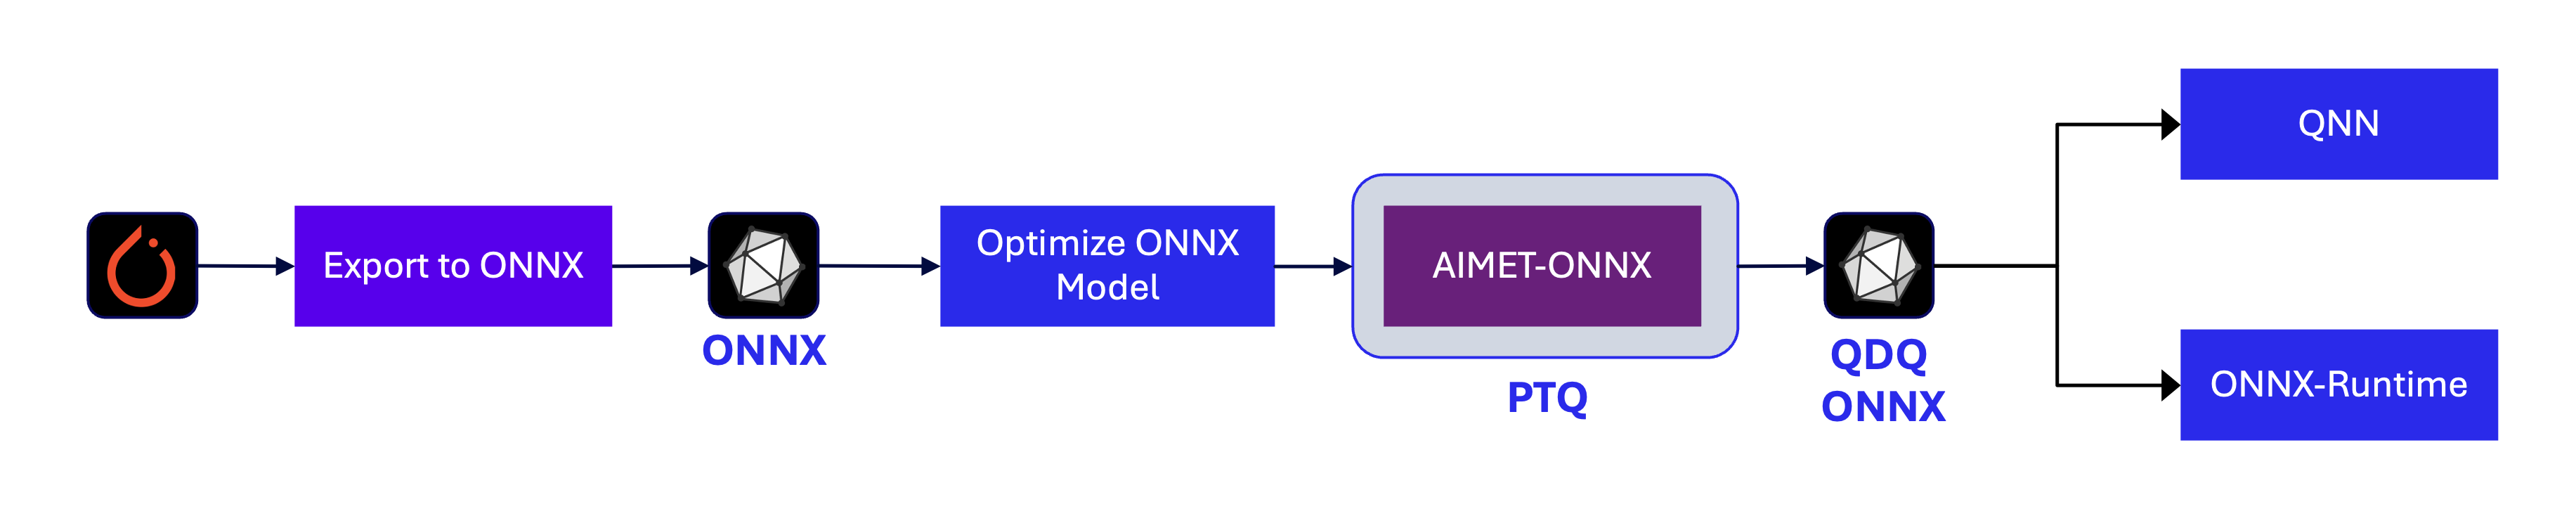 Export to ONNX
ONNX
Optimize ONNX
Model
AIMET-ONNX
PTQ
QDQ
ONNX
QNN
ONNX-Runtime